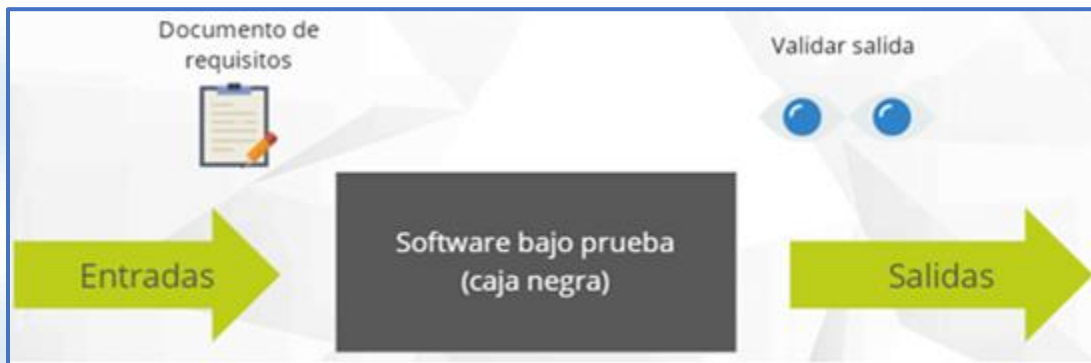 Documento de
requisitos
Validar salida
Entradas
Software bajo prueba
(caja negra)
Salidas